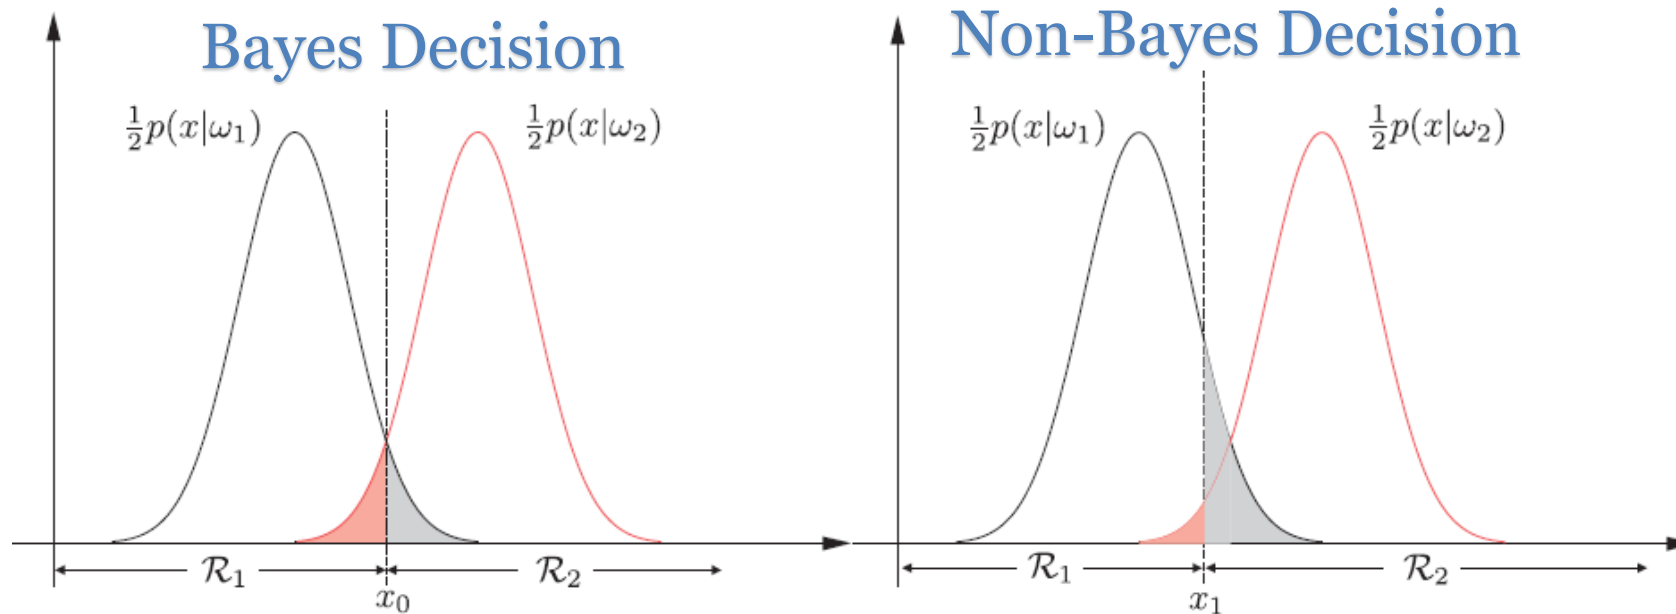 Bayes Decision
½p(x|ω₁)
½p(x|ω₂)
R₁
R₂
x₀
Non-Bayes Decision
½p(x|ω₁)
½p(x|ω₂)
R₁
R₂
x₁